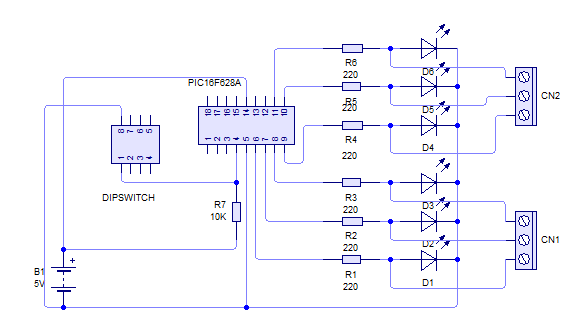 R6
220
D6
PIC16F628A
R5
220
D5
CN2
18 17 16 15 14 13 12 11 10
1 2 3 4 5 6 7 8 9
R4
220
D4
8 7 6 5
1 2 3 4
DIPSWITCH
R7
10K
R3
220
D3
R2
220
D2
CN1
B1
5V
+
R1
220
D1